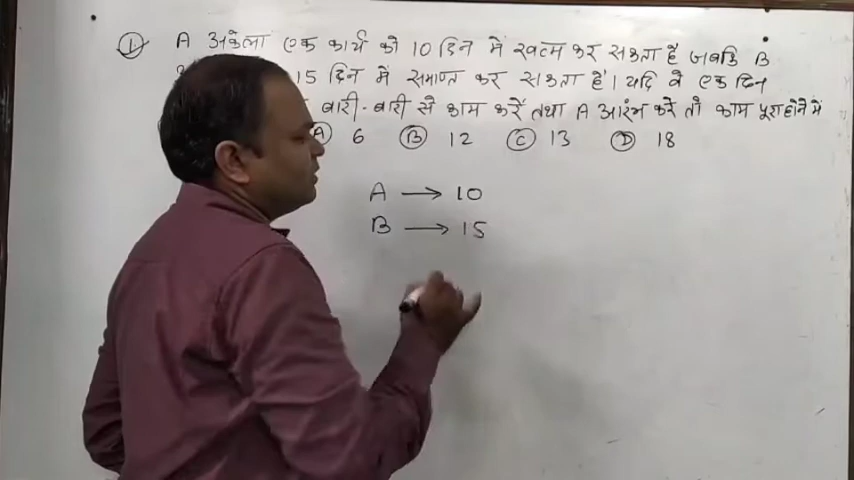 ① A अकेला एक कार्य को 10 दिन में खत्म कर सकता है जबकि B
15 दिन में समाप्त कर सकता है। यदि वे एक दिन
बारी-बारी से काम करें तथा A आरंभ करे तो काम पूरा होने में
Ⓐ 6 Ⓑ 12 Ⓒ 13 Ⓓ 18
A → 10
B → 15